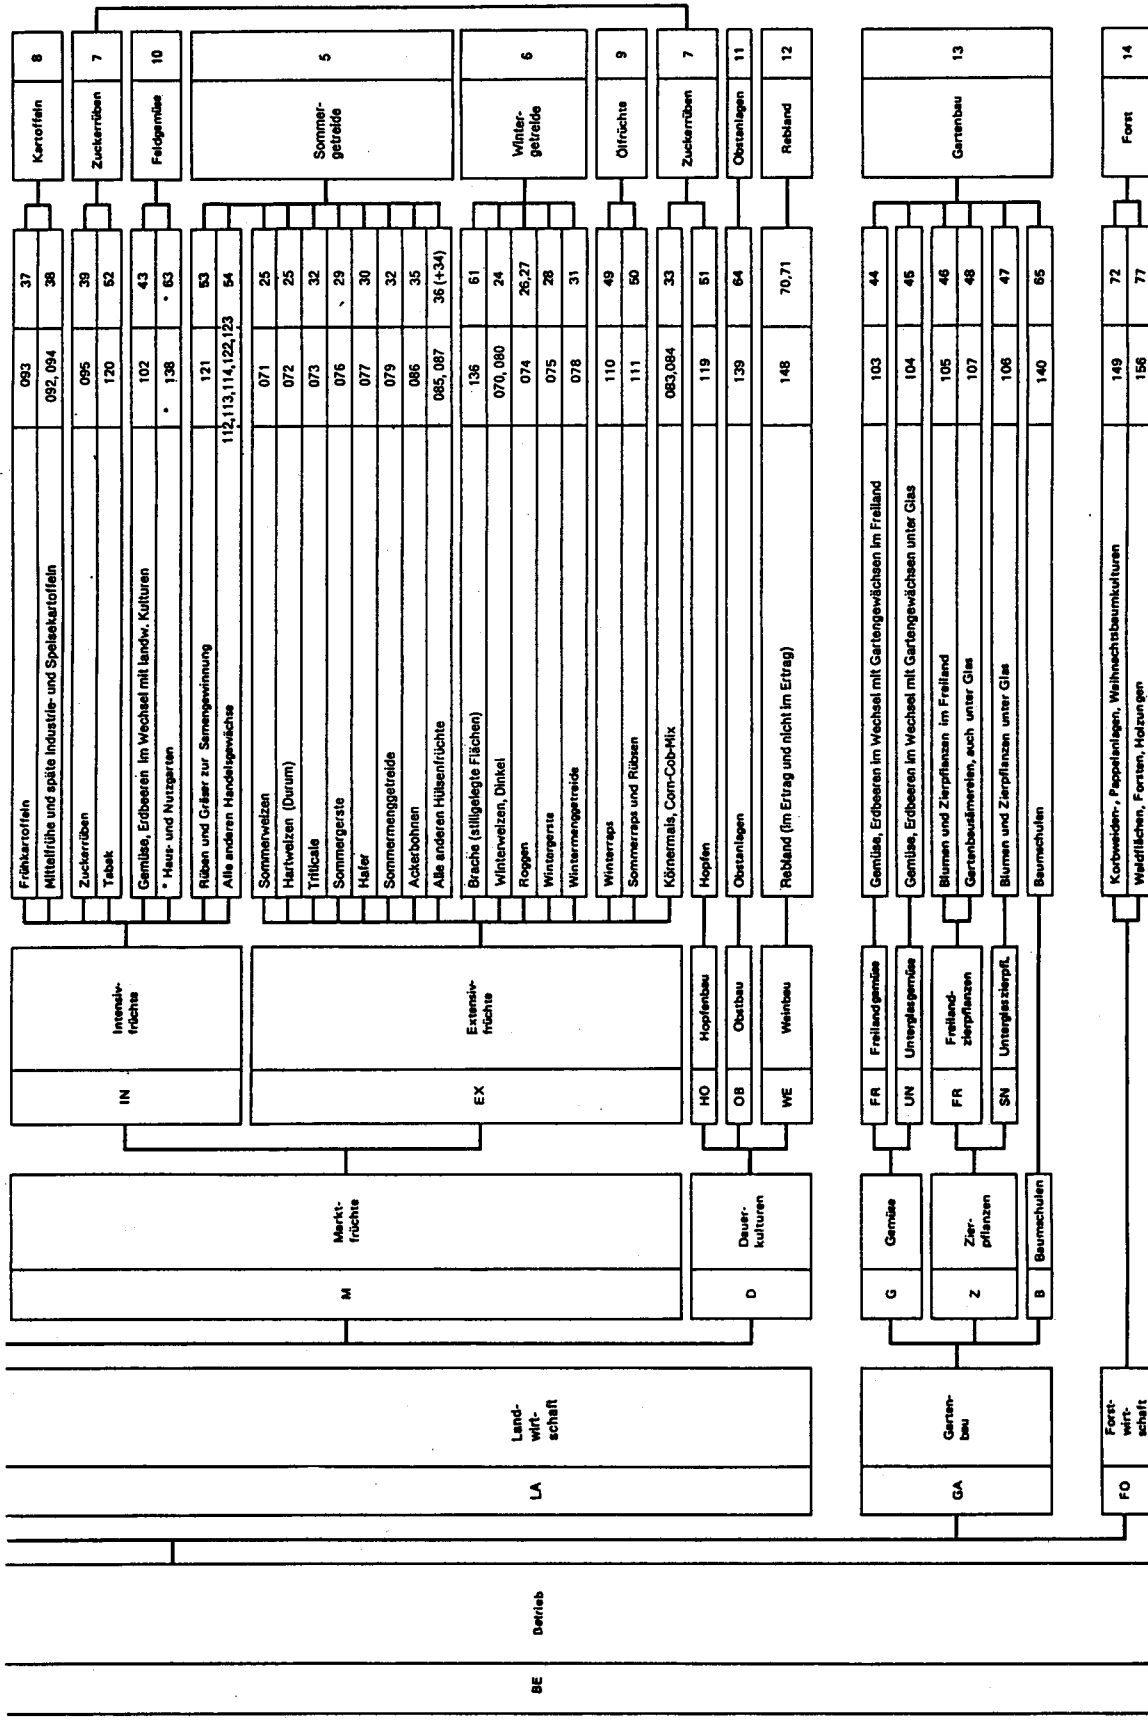 BE
Betrieb
LA
Land-
wirt-
schaft
M
Markt-
früchte
IN
Intensiv-
früchte
Frühkartoffeln 093 37
Mittelfrühe und späte Industrie- und Speisekartoffeln 092, 094 38
Kartoffeln 8
Zuckerrüben 095 39
Tabak 120 52
Zuckerrüben 7
Gemüse, Erdbeeren im Wechsel mit landw. Kulturen 102 43
* Haus- und Nutzgarten * 138 * 63
Feldgemüse 10
Rüben und Gräser zur Samengewinnung 121 53
Alle anderen Handelsgewächse 112,113,114,122,123 54
EX
Extensiv-
früchte
Sommerweizen 071 25
Hartweizen (Durum) 072 25
Triticale 073 32
Sommergerste 076 29
Hafer 077 30
Sommermenggetreide 079 32
Ackerbohnen 086 35
Alle anderen Hülsenfrüchte 085, 087 36 (+34)
Sommer-
getreide
5
Brache (stillgelegte Flächen) 136 61
Winterweizen, Dinkel 070, 080 24
Roggen 074 26,27
Wintergerste 075 28
Wintermenggetreide 078 31
Winter-
getreide
6
Winterraps 110 49
Sommerraps und Rübsen 111 50
Ölfrüchte 9
Körnermais, Corn-Cob-Mix 083,084 33
D
Dauer-
kulturen
HO Hopfenbau
Hopfen 119 51
Zuckerrüben 7
OB Obstbau
Obstanlagen 139 64
Obstanlagen 11
WE Weinbau
Rebland (im Ertrag und nicht im Ertrag) 148 70,71
Rebland 12
GA
Garten-
bau
G Gemüse
FR Freilandgemüse
Gemüse, Erdbeeren im Wechsel mit Gartengewächsen im Freiland 103 44
UN Unterglasgemüse
Gemüse, Erdbeeren im Wechsel mit Gartengewächsen unter Glas 104 45
Z
Zier-
pflanzen
FR
Freiland-
zierpflanzen
Blumen und Zierpflanzen im Freiland 105 46
Gartenbausämereien, auch unter Glas 107 48
SN Unterglaszierpfl.
Blumen und Zierpflanzen unter Glas 106 47
B Baumschulen
Baumschulen 140 65
Gartenbau 13
FO
Forst-
wirt-
schaft
Korbweiden-, Pappelanlagen, Weihnachtsbaumkulturen 149 72
Waldflächen, Forsten, Holzungen 156 77
Forst 14